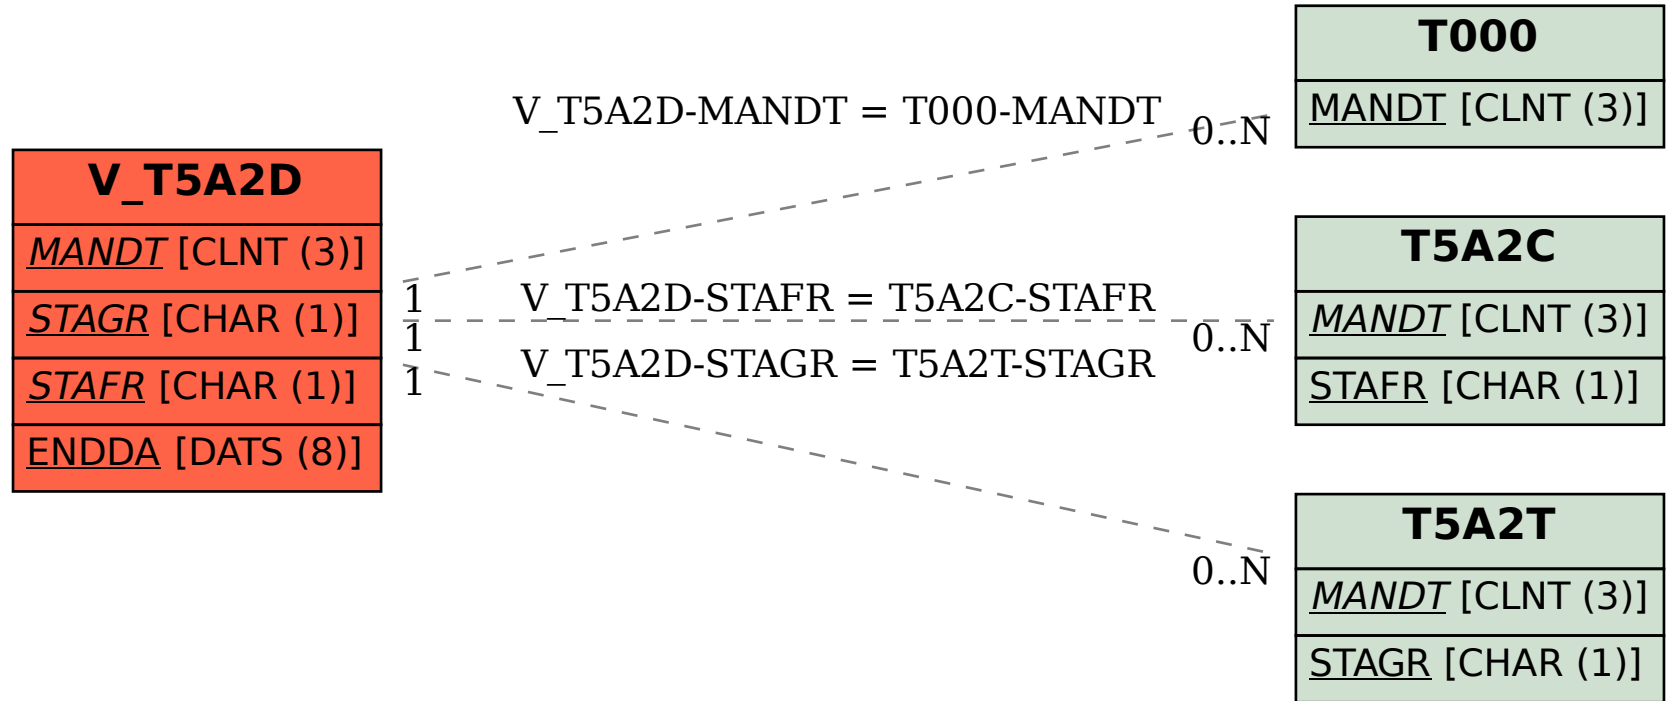 V_T5A2D
MANDT [CLNT (3)]
STAGR [CHAR (1)]
STAFR [CHAR (1)]
ENDDA [DATS (8)]
V_T5A2D-MANDT = T000-MANDT
0..N
1
V_T5A2D-STAFR = T5A2C-STAFR
1
0..N
V_T5A2D-STAGR = T5A2T-STAGR
1
0..N
T000
MANDT [CLNT (3)]
T5A2C
MANDT [CLNT (3)]
STAFR [CHAR (1)]
T5A2T
MANDT [CLNT (3)]
STAGR [CHAR (1)]